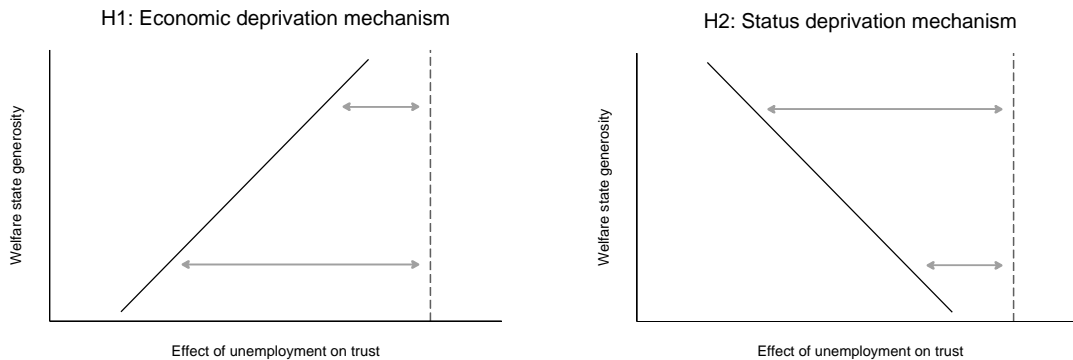 H1: Economic deprivation mechanism
Welfare state generosity
Effect of unemployment on trust
H2: Status deprivation mechanism
Welfare state generosity
Effect of unemployment on trust